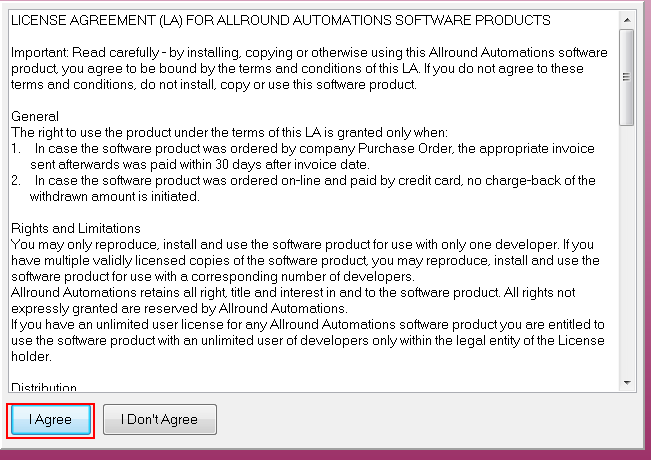 LICENSE AGREEMENT (LA) FOR ALLROUND AUTOMATIONS SOFTWARE PRODUCTS
Important: Read carefully - by installing, copying or otherwise using this Allround Automations software
product, you agree to be bound by the terms and conditions of this LA. If you do not agree to these
terms and conditions, do not install, copy or use this software product.
General
The right to use the product under the terms of this LA is granted only when:
1. In case the software product was ordered by company Purchase Order, the appropriate invoice
sent afterwards was paid within 30 days after invoice date.
2. In case the software product was ordered on-line and paid by credit card, no charge-back of the
withdrawn amount is initiated.
Rights and Limitations
You may only reproduce, install and use the software product for use with only one developer. If you
have multiple validly licensed copies of the software product, you may reproduce, install and use the
software product for use with a corresponding number of developers.
Allround Automations retains all right, title and interest in and to the software product. All rights not
expressly granted are reserved by Allround Automations.
If you have an unlimited user license for any Allround Automations software product you are entitled to
use the software product with an unlimited user of developers only within the legal entity of the License
holder.
Distribution
I Agree
I Don't Agree